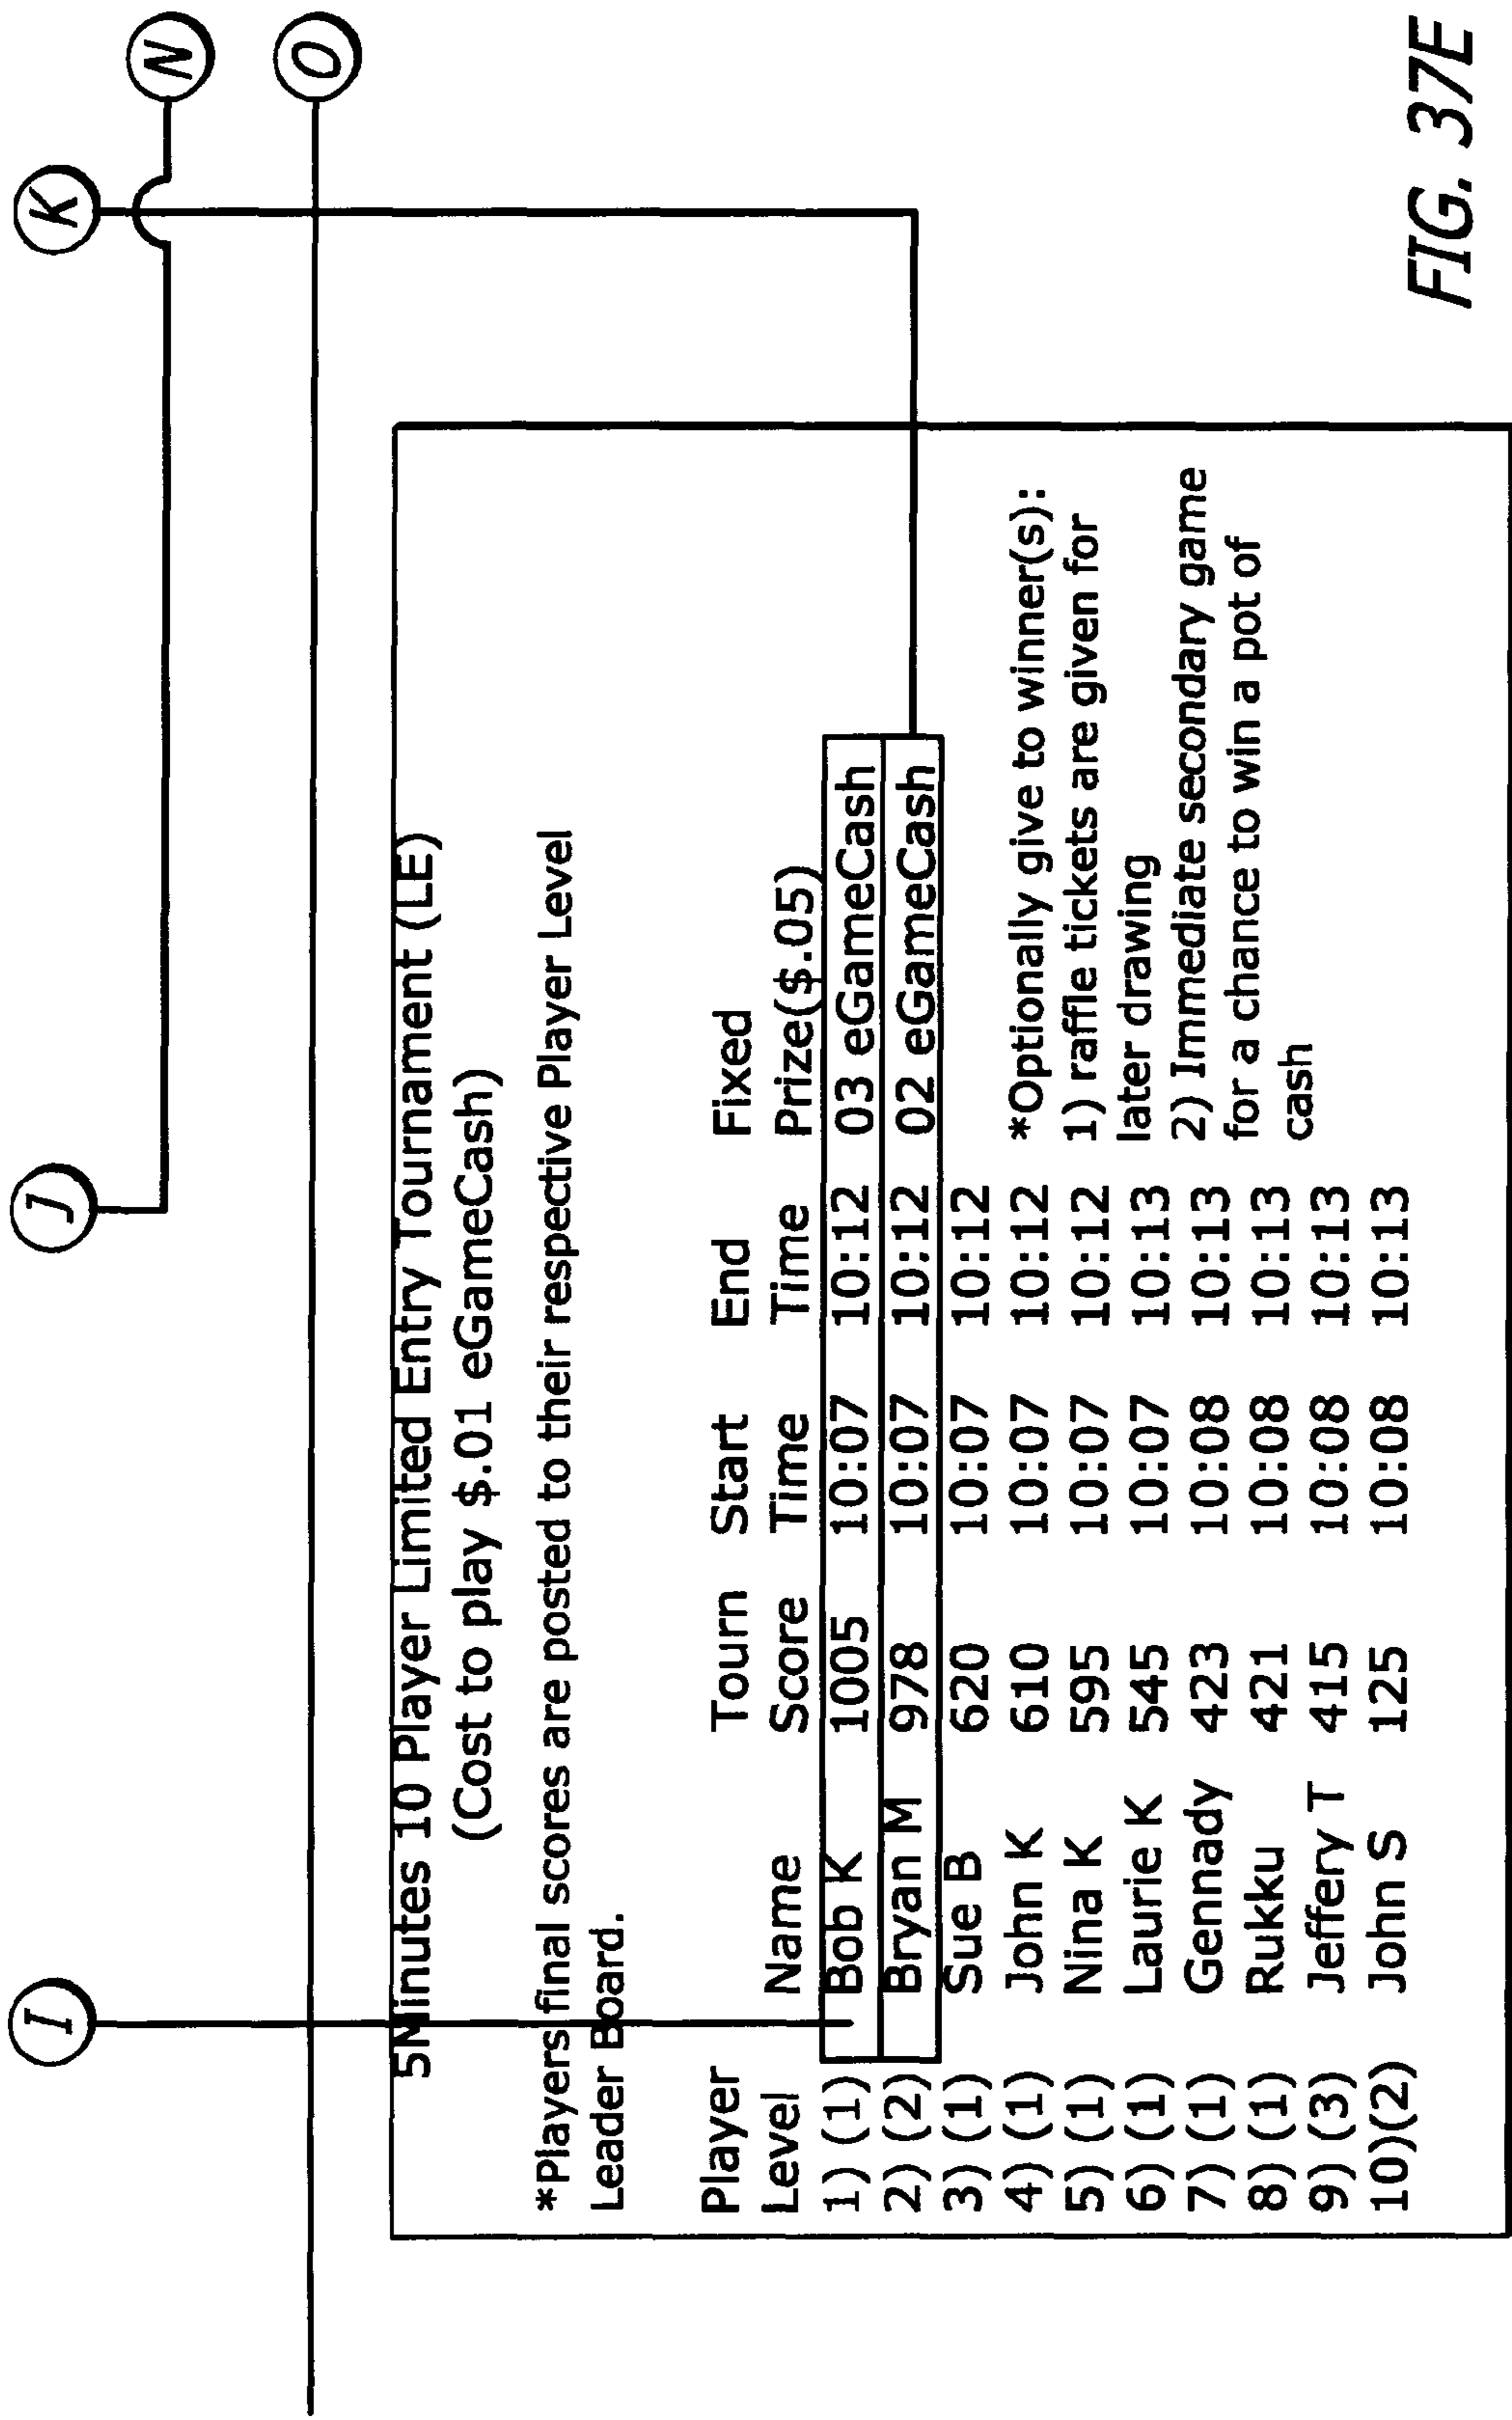 I
J
K
N
O
5Minutes 10 Player Limited Entry Tournament (LE)
(Cost to play $.01 eGameCash)
*Players final scores are posted to their respective Player Level
Leader Board.
Player Tourn Start End Fixed
Level Name Score Time Time Prize($.05)
1) (1) Bob K 1005 10:07 10:12 03 eGameCash
2) (2) Bryan M 978 10:07 10:12 02 eGameCash
3) (1) Sue B 620 10:07 10:12
4) (1) John K 610 10:07 10:12
5) (1) Nina K 595 10:07 10:12
6) (1) Laurie K 545 10:07 10:13
7) (1) Gennady 423 10:08 10:13
8) (1) Rukku 421 10:08 10:13
9) (3) Jeffery T 415 10:08 10:13
10)(2) John S 125 10:08 10:13
*Optionally give to winner(s):
1) raffle tickets are given for
later drawing
2) Immediate secondary game
for a chance to win a pot of
cash
FIG. 37E